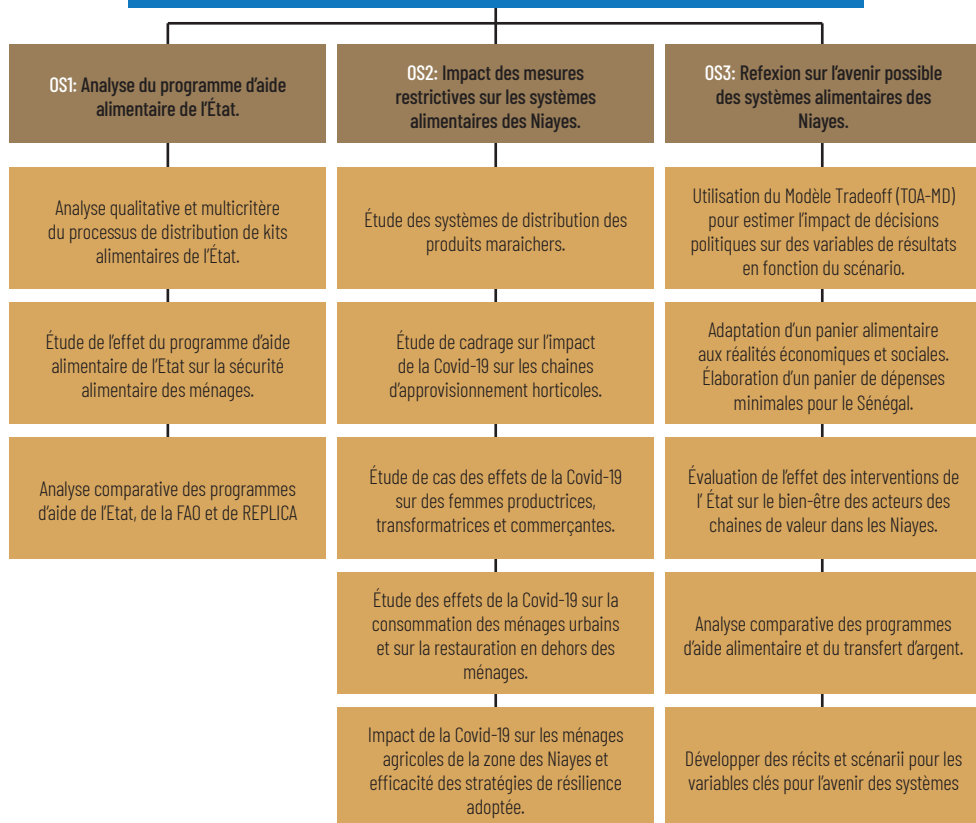 OS1: Analyse du programme d'aide
alimentaire de l'État.
Analyse qualitative et multicritère
du processus de distribution de kits
alimentaires de l'État.
Étude de l'effet du programme d'aide
alimentaire de l'Etat sur la sécurité
alimentaire des ménages.
Analyse comparative des programmes
d'aide de l'Etat, de la FAO et de REPLICA
OS2: Impact des mesures
restrictives sur les systèmes
alimentaires des Niayes.
Étude des systèmes de distribution des
produits maraichers.
Étude de cadrage sur l'impact
de la Covid-19 sur les chaines
d'approvisionnement horticoles.
Étude de cas des effets de la Covid-19
sur des femmes productrices,
transformatrices et commerçantes.
Étude des effets de la Covid-19 sur la
consommation des ménages urbains
et sur la restauration en dehors des
ménages.
Impact de la Covid-19 sur les ménages
agricoles de la zone des Niayes et
efficacité des stratégies de résilience
adoptée.
OS3: Refexion sur l'avenir possible
des systèmes alimentaires des
Niayes.
Utilisation du Modèle Tradeoff (TOA-MD)
pour estimer l'impact de décisions
politiques sur des variables de résultats
en fonction du scénario.
Adaptation d'un panier alimentaire
aux réalités économiques et sociales.
Élaboration d'un panier de dépenses
minimales pour le Sénégal.
Évaluation de l'effet des interventions de
l' État sur le bien-être des acteurs des
chaines de valeur dans les Niayes.
Analyse comparative des programmes
d'aide alimentaire et du transfert d'argent.
Développer des récits et scénarii pour les
variables clés pour l'avenir des systèmes